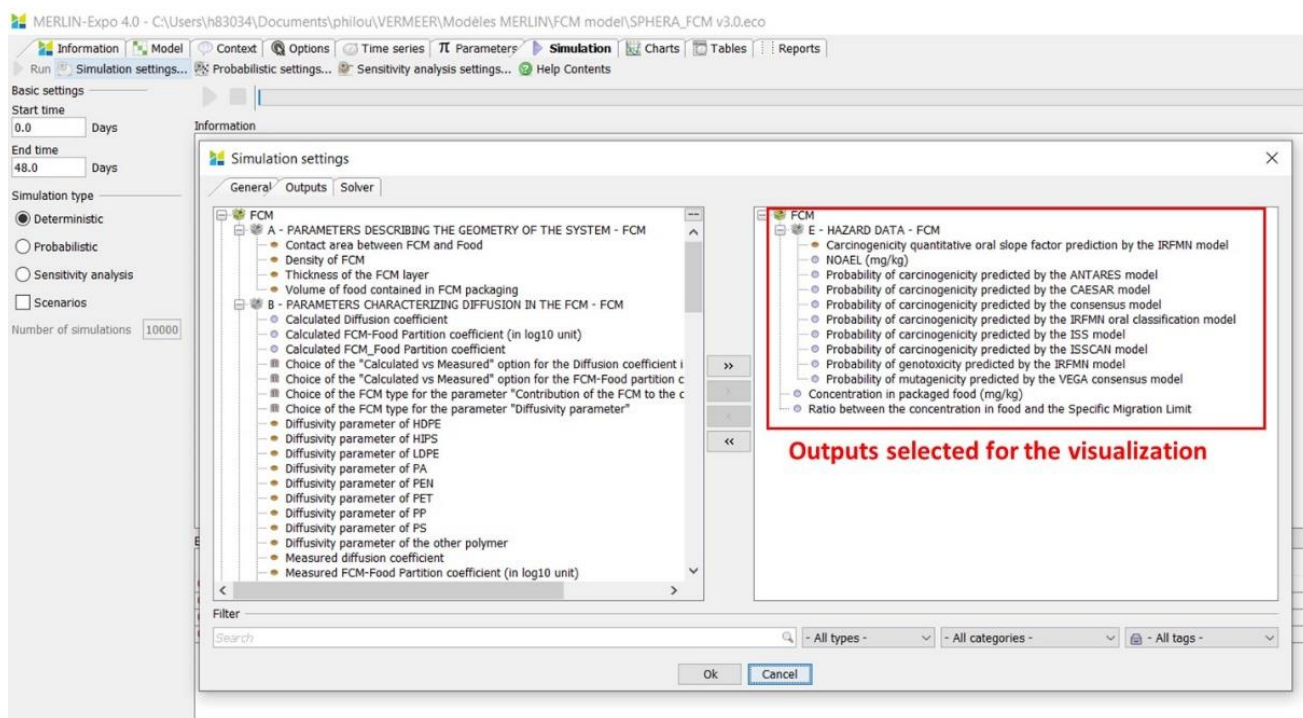 MERLIN-Expo 4.0 - C:\Users\h83034\Documents\philou\VERMEER\Modèles MERLIN\FCM model\SPHERA_FCM v3.0.eco
Information Model Context Options Time series π Parameters Simulation Charts Tables Reports
Run Simulation settings... Probabilistic settings... Sensitivity analysis settings... Help Contents
Basic settings
Start time
0.0 Days
End time
48.0 Days
Simulation type
Deterministic
Probabilistic
Sensitivity analysis
Scenarios
Number of simulations 10000
Information
Simulation settings
General Outputs Solver
FCM
A - PARAMETERS DESCRIBING THE GEOMETRY OF THE SYSTEM - FCM
Contact area between FCM and Food
Density of FCM
Thickness of the FCM layer
Volume of food contained in FCM packaging
B - PARAMETERS CHARACTERIZING DIFFUSION IN THE FCM - FCM
Calculated Diffusion coefficient
Calculated FCM-Food Partition coefficient (in log10 unit)
Calculated FCM_Food Partition coefficient
Choice of the "Calculated vs Measured" option for the Diffusion coefficient i
Choice of the "Calculated vs Measured" option for the FCM-Food partition c
Choice of the FCM type for the parameter "Contribution of the FCM to the c
Choice of the FCM type for the parameter "Diffusivity parameter"
Diffusivity parameter of HDPE
Diffusivity parameter of HIPS
Diffusivity parameter of LDPE
Diffusivity parameter of PA
Diffusivity parameter of PEN
Diffusivity parameter of PET
Diffusivity parameter of PP
Diffusivity parameter of PS
Diffusivity parameter of the other polymer
Measured diffusion coefficient
Measured FCM-Food Partition coefficient (in log10 unit)
FCM
E - HAZARD DATA - FCM
Carcinogenicity quantitative oral slope factor prediction by the IRFMN model
NOAEL (mg/kg)
Probability of carcinogenicity predicted by the ANTARES model
Probability of carcinogenicity predicted by the CAESAR model
Probability of carcinogenicity predicted by the consensus model
Probability of carcinogenicity predicted by the IRFMN oral classification model
Probability of carcinogenicity predicted by the ISS model
Probability of carcinogenicity predicted by the ISSCAN model
Probability of genotoxicity predicted by the IRFMN model
Probability of mutagenicity predicted by the VEGA consensus model
Concentration in packaged food (mg/kg)
Ratio between the concentration in food and the Specific Migration Limit
Outputs selected for the visualization
Filter
Search - All types - - All categories - - All tags -
Ok Cancel